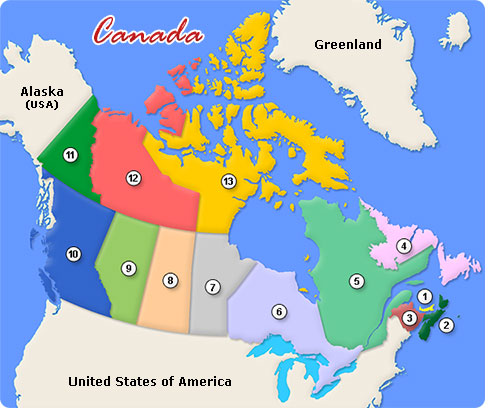 Canada
Greenland
Alaska
(USA)
11
12
13
10
9
8
7
6
5
4
1
3
2
United States of America